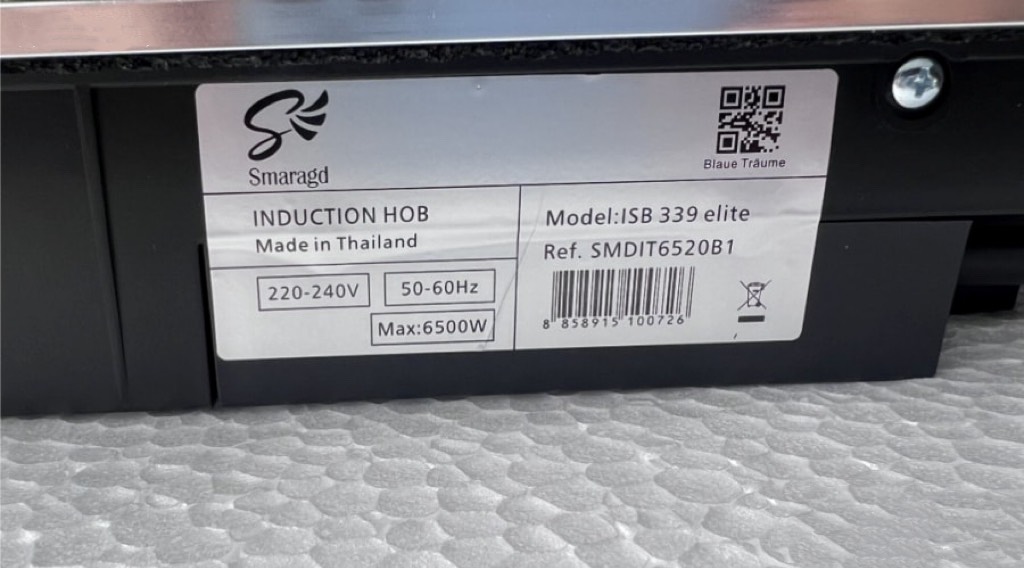 Smaragd
Blaue Träume
INDUCTION HOB
Made in Thailand
220-240V
50-60Hz
Max:6500W
Model:ISB 339 elite
Ref. SMDIT6520B1
8 858915 100726